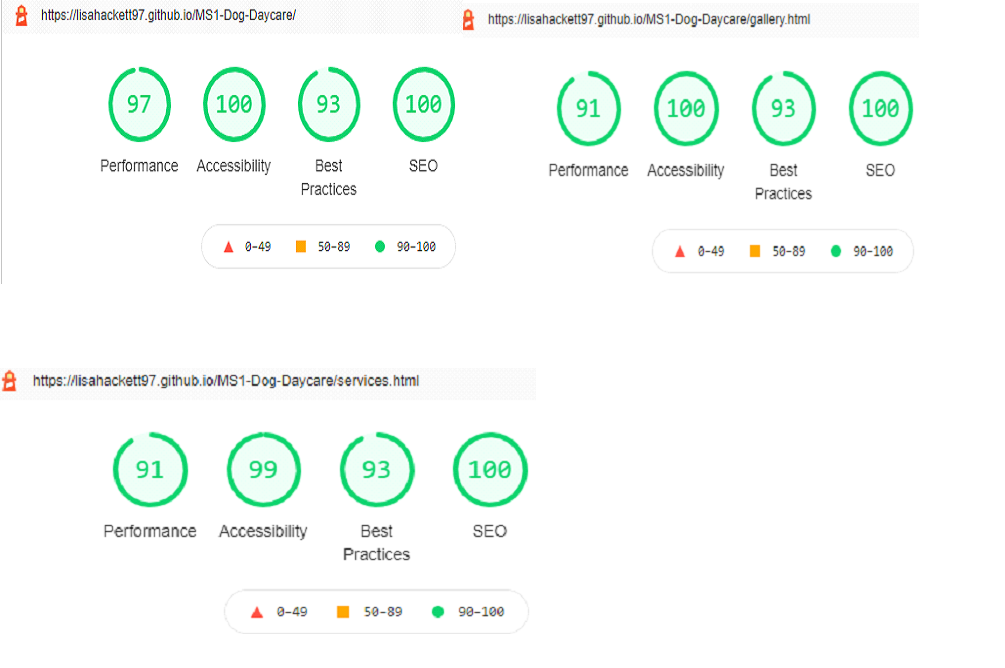 https://lisahackett97.github.io/MS1-Dog-Daycare/
97 100 93 100
Performance Accessibility Best Practices SEO
0-49 50-89 90-100
https://lisahackett97.github.io/MS1-Dog-Daycare/gallery.html
91 100 93 100
Performance Accessibility Best Practices SEO
0-49 50-89 90-100
https://lisahackett97.github.io/MS1-Dog-Daycare/services.html
91 99 93 100
Performance Accessibility Best Practices SEO
0-49 50-89 90-100